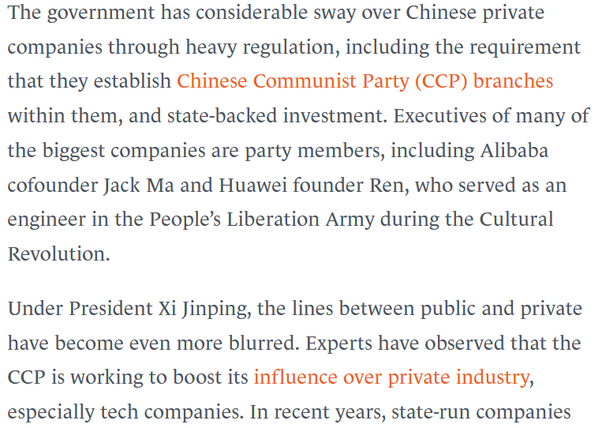 The government has considerable sway over Chinese private
companies through heavy regulation, including the requirement
that they establish Chinese Communist Party (CCP) branches
within them, and state-backed investment. Executives of many of
the biggest companies are party members, including Alibaba
cofounder Jack Ma and Huawei founder Ren, who served as an
engineer in the People’s Liberation Army during the Cultural
Revolution.
Under President Xi Jinping, the lines between public and private
have become even more blurred. Experts have observed that the
CCP is working to boost its influence over private industry,
especially tech companies. In recent years, state-run companies